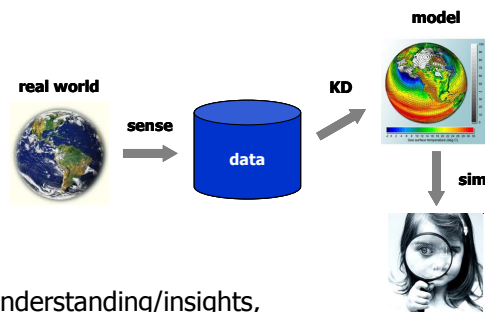 model
real world
KD
sense
data
sim
nderstanding/insights,